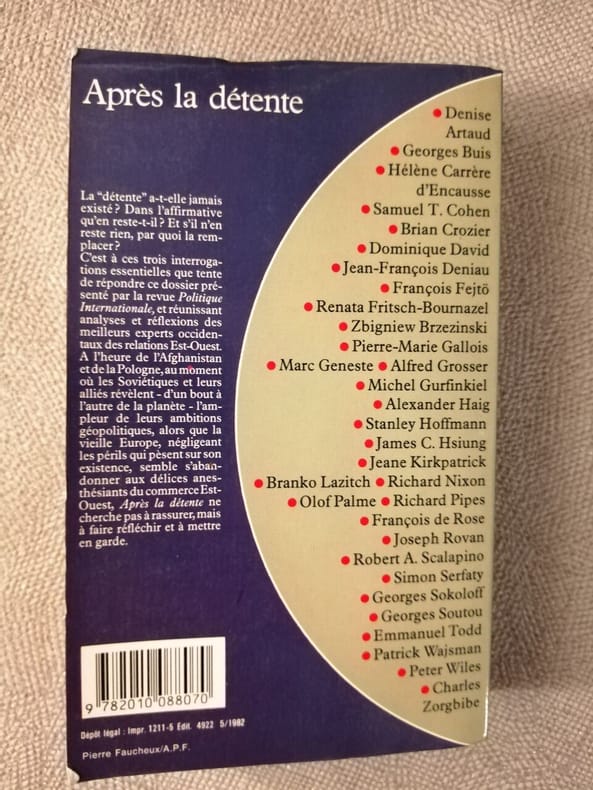 Après la détente
La "détente" a-t-elle jamais
existé ? Dans l'affirmative
qu'en reste-t-il ? Et s'il n'en
reste rien, par quoi la rem-
placer ?
C'est à ces trois interroga-
tions essentielles que tente
de répondre ce dossier pré-
senté par la revue Politique
Internationale, et réunissant
analyses et réflexions des
meilleurs experts occiden-
taux des relations Est-Ouest.
A l'heure de l'Afghanistan
et de la Pologne, au moment
où les Soviétiques et leurs
alliés révèlent - d'un bout à
l'autre de la planète - l'am-
pleur de leurs ambitions
géopolitiques, alors que la
vieille Europe, négligeant
les périls qui pèsent sur son
existence, semble s'aban-
donner aux délices anes-
thésiants du commerce Est-
Ouest, Après la détente ne
cherche pas à rassurer, mais
à faire réfléchir et à mettre
en garde.
• Denise
Artaud
• Georges Buis
• Hélène Carrère
d'Encausse
• Samuel T. Cohen
• Brian Crozier
• Dominique David
• Jean-François Deniau
• François Fejtö
• Renata Fritsch-Bournazel
• Zbigniew Brzezinski
• Pierre-Marie Gallois
• Marc Geneste • Alfred Grosser
• Michel Gurfinkiel
• Alexander Haig
• Stanley Hoffmann
• James C. Hsiung
• Jeane Kirkpatrick
• Branko Lazitch • Richard Nixon
• Olof Palme • Richard Pipes
• François de Rose
• Joseph Rovan
• Robert A. Scalapino
• Simon Serfaty
• Georges Sokoloff
• Georges Soutou
• Emmanuel Todd
• Patrick Wajsman
• Peter Wiles
• Charles
Zorgbibe
9 782010 088070
Dépôt légal : Impr. 1211-5 Edit. 4922 5/1982
Pierre Faucheux/A.P.F.